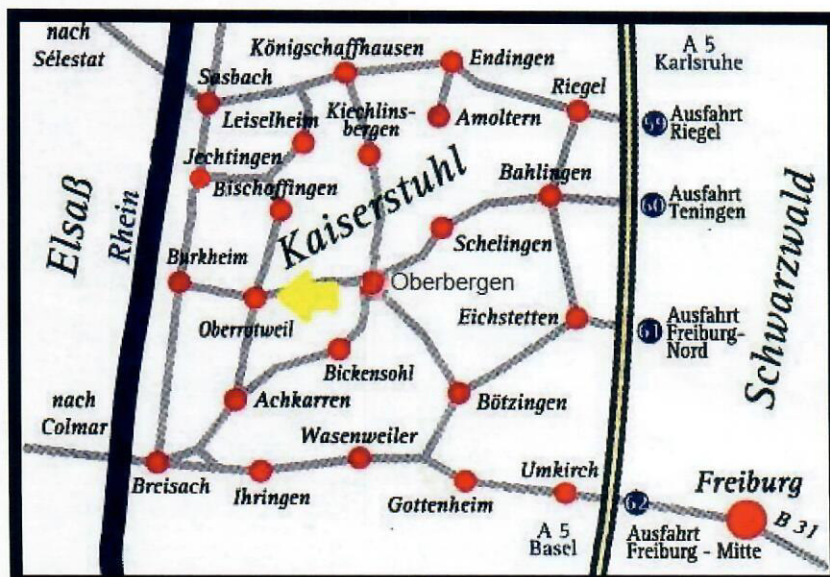 nach
Sélestat
Königschaffhausen
Endingen
A 5
Karlsruhe
Sasbach
Riegel
Leiselheim
Kiechlins-
bergen
Amoltern
59
Ausfahrt
Riegel
Jechtingen
Bischoffingen
Bahlingen
Elsaß
Rhein
Kaiserstuhl
60
Ausfahrt
Teningen
Schelingen
Burkheim
Oberbergen
Schwarzwald
Oberrotweil
Eichstetten
61
Ausfahrt
Freiburg-
Nord
Bickensohl
nach
Colmar
Achkarren
Bötzingen
Wasenweiler
Breisach
Ihringen
Gottenheim
Umkirch
Freiburg
62
B 31
A 5
Basel
Ausfahrt
Freiburg - Mitte